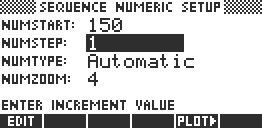 SEQUENCE NUMERIC SETUP
NUMSTART: 150
NUMSTEP: 1
NUMTYPE: Automatic
NUMZOOM: 4
ENTER INCREMENT VALUE
EDIT PLOT▶